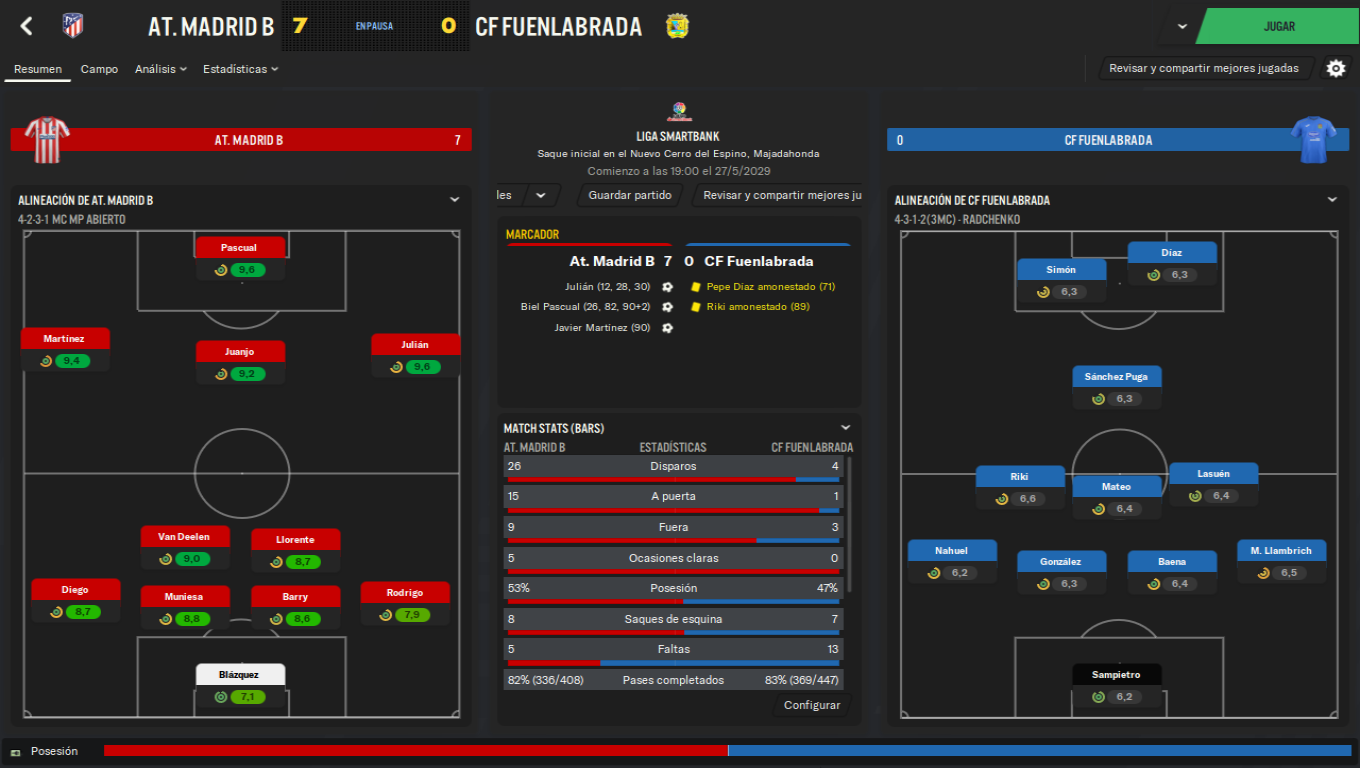 AT. MADRID B 7 EN PAUSA 0 CF FUENLABRADA
JUGAR
Resumen Campo Análisis Estadísticas
Revisar y compartir mejores jugadas
AT. MADRID B 7
LIGA SMARTBANK
Saque inicial en el Nuevo Cerro del Espino, Majadahonda
Comienzo a las 19:00 el 27/5/2029
les Guardar partido Revisar y compartir mejores ju
0 CF FUENLABRADA
ALINEACIÓN DE AT. MADRID B
4-2-3-1 MC MP ABIERTO
Pascual
9,6
Martínez
9,4
Juanjo
9,2
Julián
9,6
Van Deelen
9,0
Llorente
8,7
Diego
8,7
Muniesa
8,8
Barry
8,6
Rodrigo
7,9
Blázquez
7,1
MARCADOR
At. Madrid B 7 0 CF Fuenlabrada
Julián (12, 28, 30) Pepe Díaz amonestado (71)
Biel Pascual (26, 82, 90+2) Riki amonestado (89)
Javier Martínez (90)
MATCH STATS (BARS)
AT. MADRID B ESTADÍSTICAS CF FUENLABRADA
26 Disparos 4
15 A puerta 1
9 Fuera 3
5 Ocasiones claras 0
53% Posesión 47%
8 Saques de esquina 7
5 Faltas 13
82% (336/408) Pases completados 83% (369/447)
Configurar
ALINEACIÓN DE CF FUENLABRADA
4-3-1-2 (3MC) - RADCHENKO
Simón
6,3
Díaz
6,3
Sánchez Puga
6,3
Riki
6,6
Mateo
6,4
Lasuén
6,4
Nahuel
6,2
González
6,3
Baena
6,4
M. Llambrich
6,5
Sampietro
6,2
Posesión